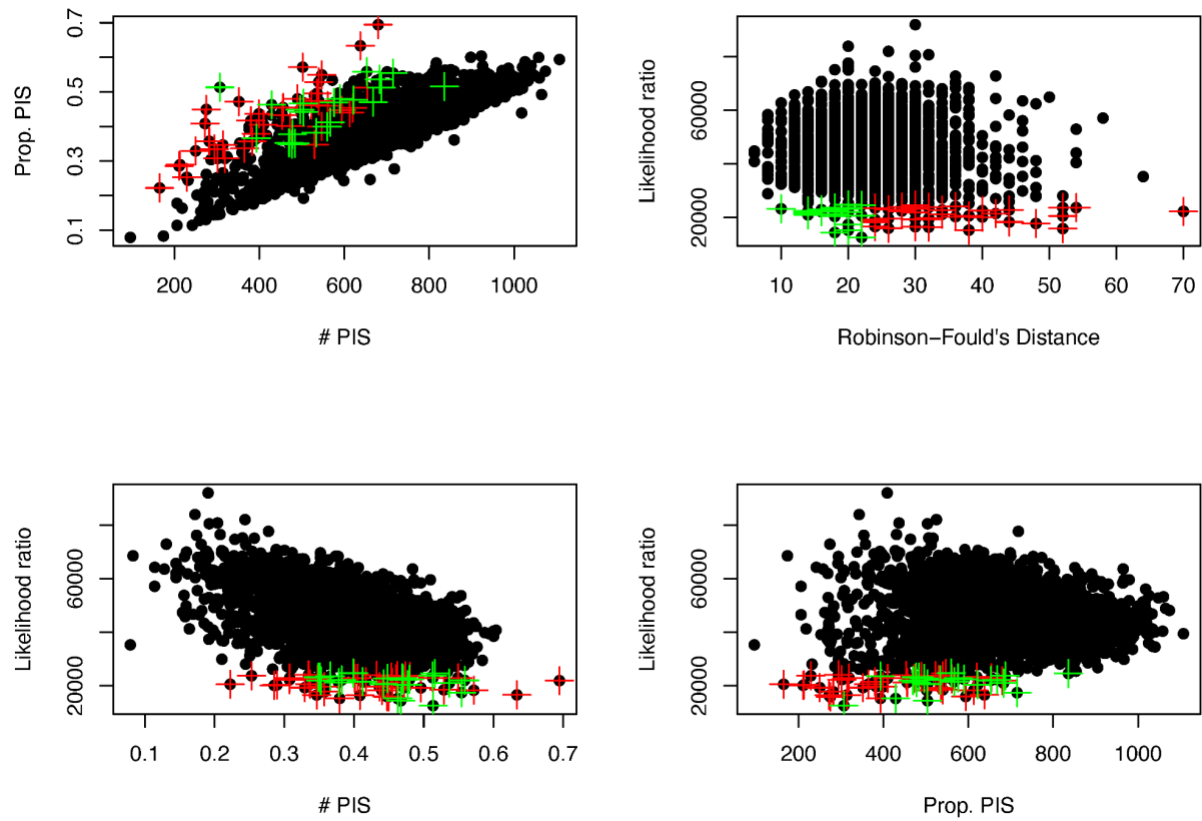 Prop. PIS
0.1 0.3 0.5 0.7
200 400 600 800 1000
# PIS
Likelihood ratio
20000 60000
10 20 30 40 50 60 70
Robinson−Fould's Distance
Likelihood ratio
20000 60000
0.1 0.2 0.3 0.4 0.5 0.6 0.7
# PIS
Likelihood ratio
20000 60000
200 400 600 800 1000
Prop. PIS